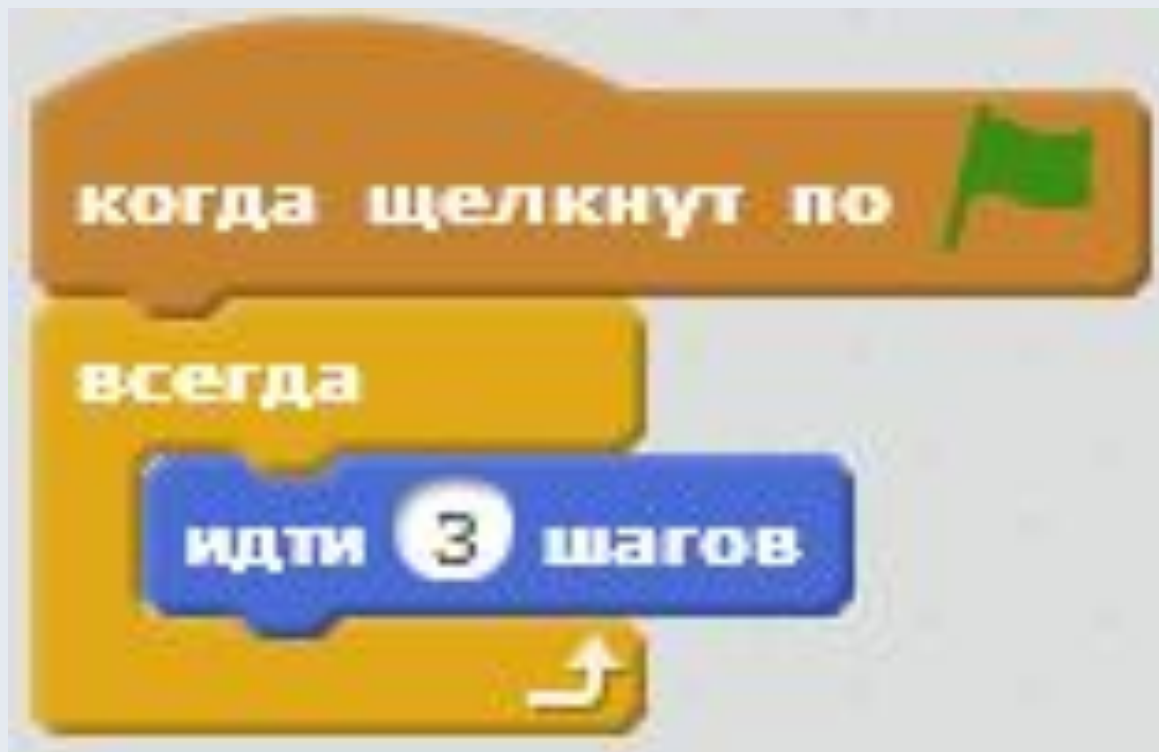 когда щелкнут по
всегда
идти 3 шагов